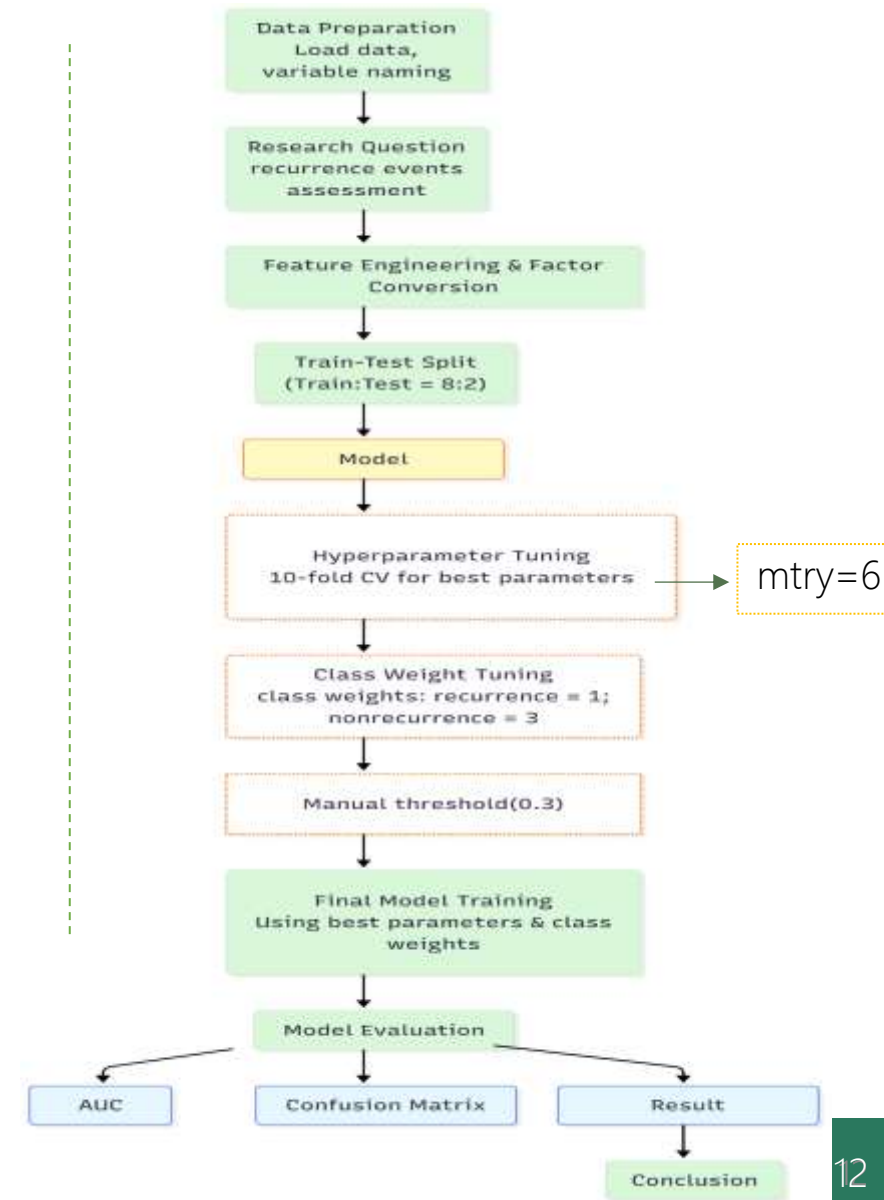 Data Preparation
Load data,
variable naming
Research Question
recurrence events
assessment
Feature Engineering & Factor
Conversion
Train-Test Split
(Train:Test = 8:2)
Model
Hyperparameter Tuning
10-fold CV for best parameters
mtry=6
Class Weight Tuning
class weights: recurrence = 1;
nonrecurrence = 3
Manual threshold(0.3)
Final Model Training
Using best parameters & class
weights
Model Evaluation
AUC
Confusion Matrix
Result
Conclusion
12